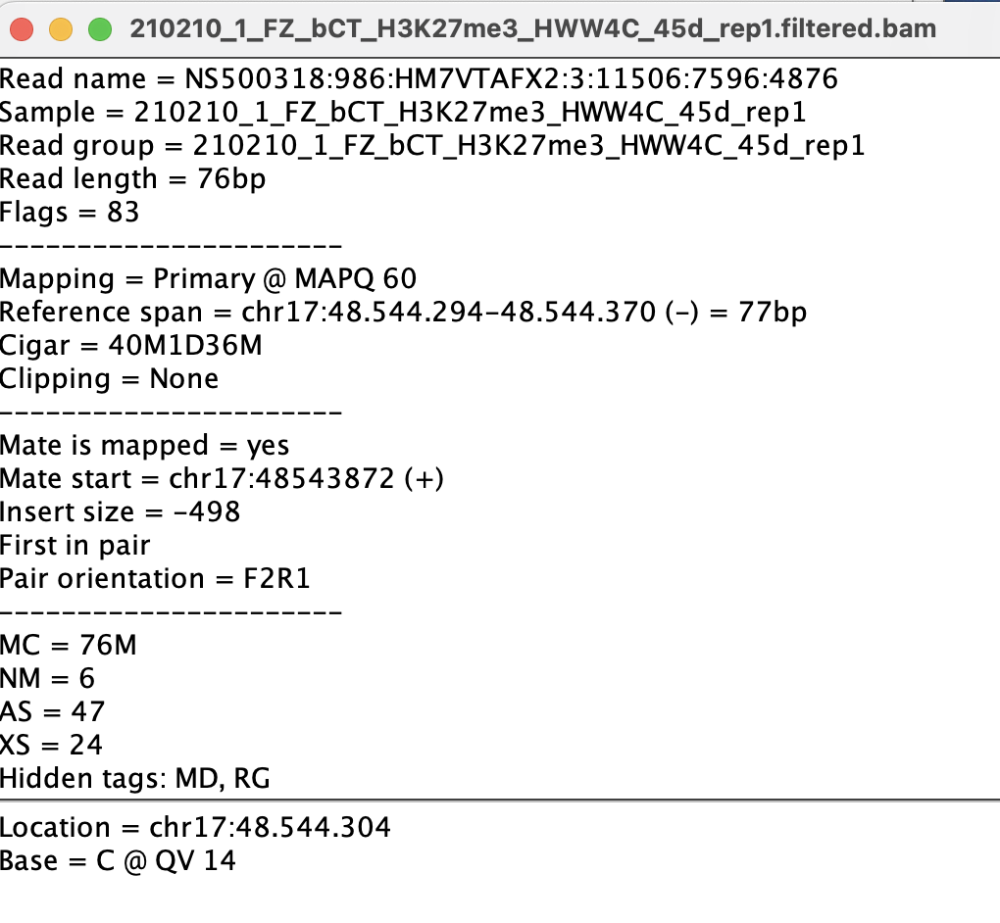 210210_1_FZ_bCT_H3K27me3_HWW4C_45d_rep1.filtered.bam
Read name = NS500318:986:HM7VTAFX2:3:11506:7596:4876
Sample = 210210_1_FZ_bCT_H3K27me3_HWW4C_45d_rep1
Read group = 210210_1_FZ_bCT_H3K27me3_HWW4C_45d_rep1
Read length = 76bp
Flags = 83
----------------------
Mapping = Primary @ MAPQ 60
Reference span = chr17:48.544.294-48.544.370 (-) = 77bp
Cigar = 40M1D36M
Clipping = None
----------------------
Mate is mapped = yes
Mate start = chr17:48543872 (+)
Insert size = -498
First in pair
Pair orientation = F2R1
----------------------
MC = 76M
NM = 6
AS = 47
XS = 24
Hidden tags: MD, RG
Location = chr17:48.544.304
Base = C @ QV 14